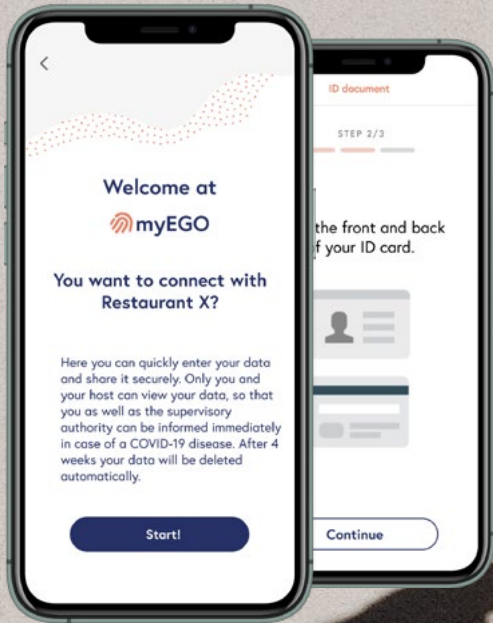 Welcome at
myEGO
You want to connect with
Restaurant X?
Here you can quickly enter your data
and share it securely. Only you and
your host can view your data, so that
you as well as the supervisory
authority can be informed immediately
in case of a COVID-19 disease. After 4
weeks your data will be deleted
automatically.
Start!
ID document
STEP 2/3
the front and back
f your ID card.
Continue